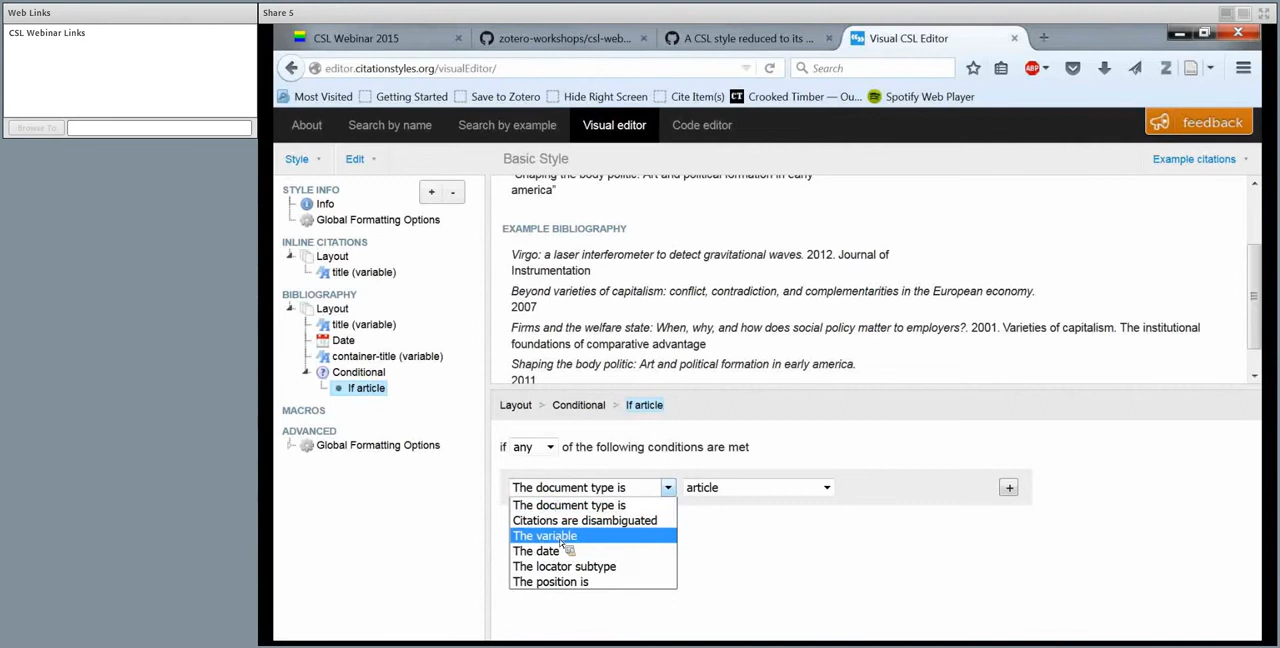 Web Links
Share 5
CSL Webinar Links
Browse To
CSL Webinar 2015
zotero-workshops/csl-web...
A CSL style reduced to its ...
Visual CSL Editor
editor.citationstyles.org/visualEditor/
Search
ABP
Z
Most Visited
Getting Started
Save to Zotero
Hide Right Screen
Cite Item(s)
CT Crooked Timber — Ou...
Spotify Web Player
About
Search by name
Search by example
Visual editor
Code editor
feedback
Style
Edit
Basic Style
Example citations
STYLE INFO
+ -
Info
Global Formatting Options
INLINE CITATIONS
Layout
title (variable)
BIBLIOGRAPHY
Layout
title (variable)
Date
container-title (variable)
Conditional
If article
MACROS
ADVANCED
Global Formatting Options
"Shaping the body politic: Art and political formation in early
america"
EXAMPLE BIBLIOGRAPHY
Virgo: a laser interferometer to detect gravitational waves. 2012. Journal of
Instrumentation
Beyond varieties of capitalism: conflict, contradiction, and complementarities in the European economy.
2007
Firms and the welfare state: When, why, and how does social policy matter to employers?. 2001. Varieties of capitalism. The institutional
foundations of comparative advantage
Shaping the body politic: Art and political formation in early america.
2011
Layout > Conditional > If article
if any of the following conditions are met
The document type is
article
+
The document type is
Citations are disambiguated
The variable
The date
The locator subtype
The position is